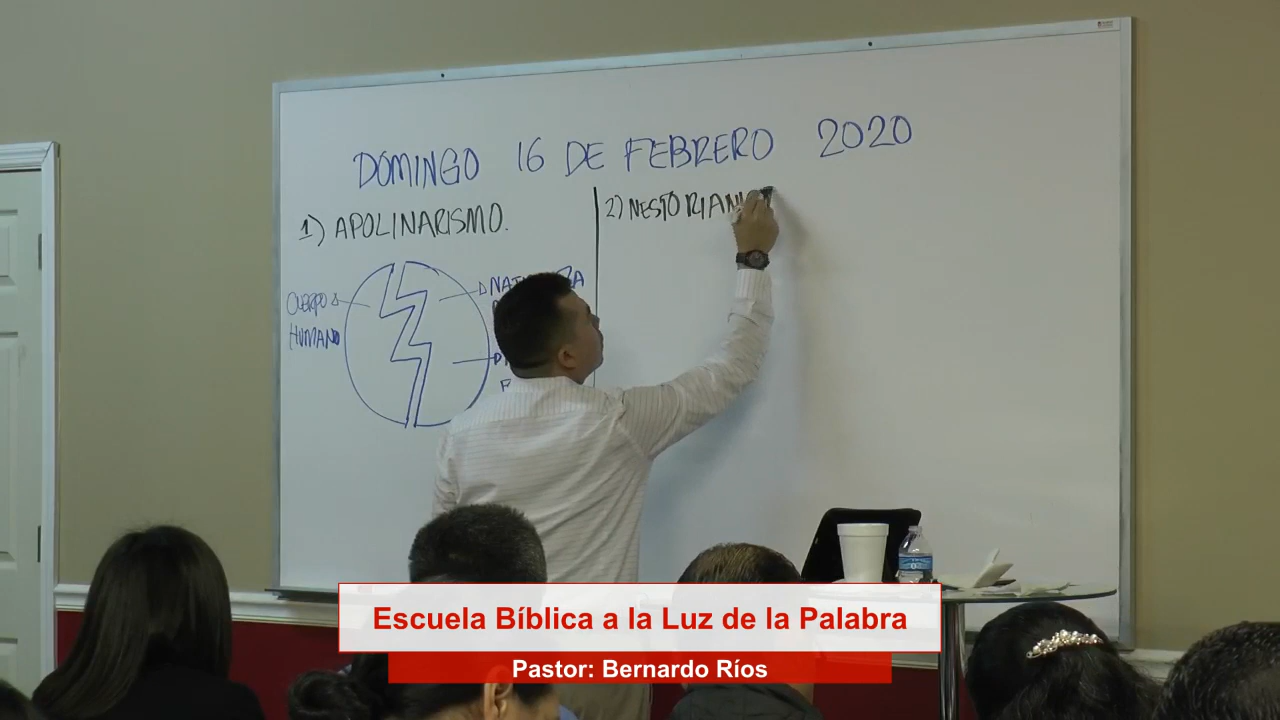 DOMINGO 16 DE FEBRERO 2020
1) APOLINARISMO.
2) NESTORIANI
CUERPO
HUMANO
Escuela Bíblica a la Luz de la Palabra
Pastor: Bernardo Ríos